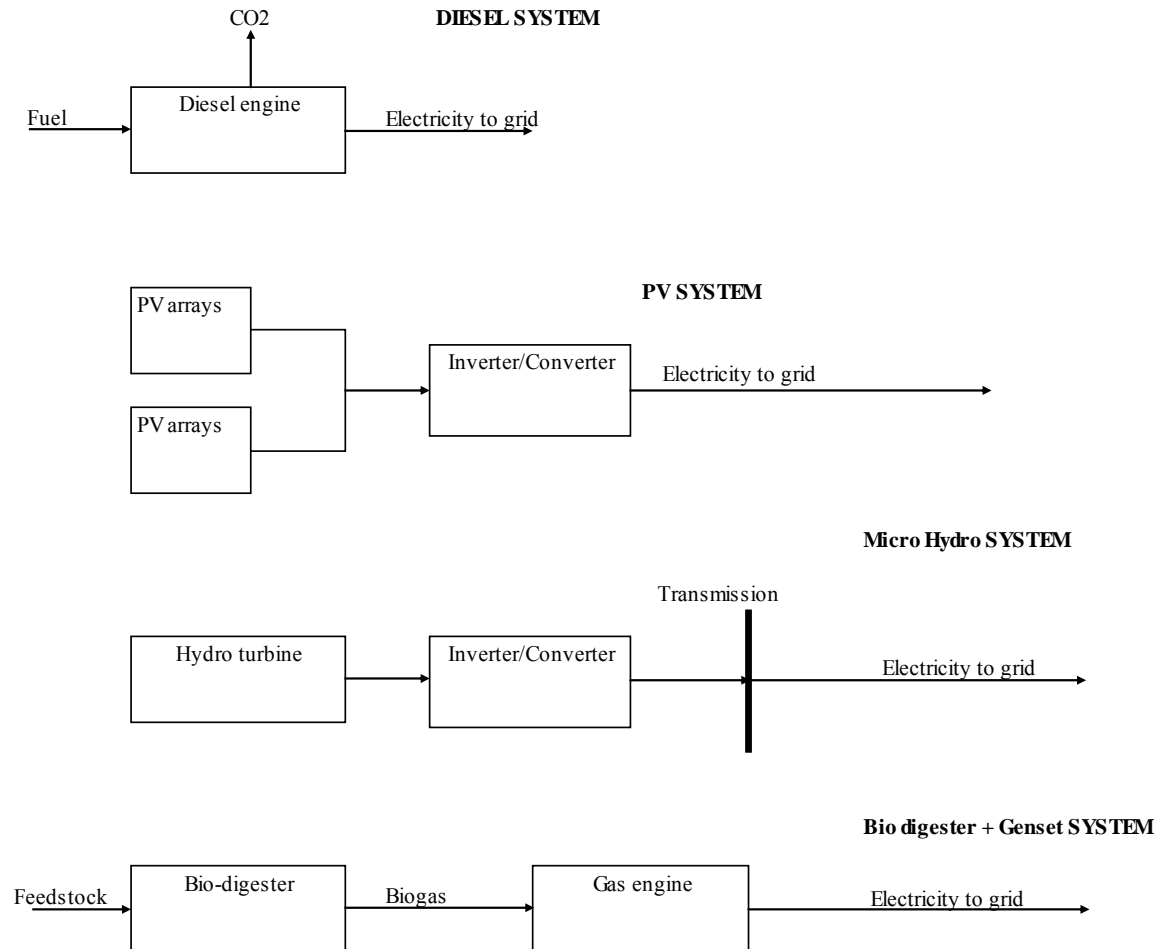 CO2
DIESEL SYSTEM
Diesel engine
Fuel
Electricity to grid
PV SYSTEM
PV arrays
Inverter/Converter
Electricity to grid
PV arrays
Micro Hydro SYSTEM
Transmission
Hydro turbine
Inverter/Converter
Electricity to grid
Bio digester + Genset SYSTEM
Feedstock
Bio-digester
Biogas
Gas engine
Electricity to grid